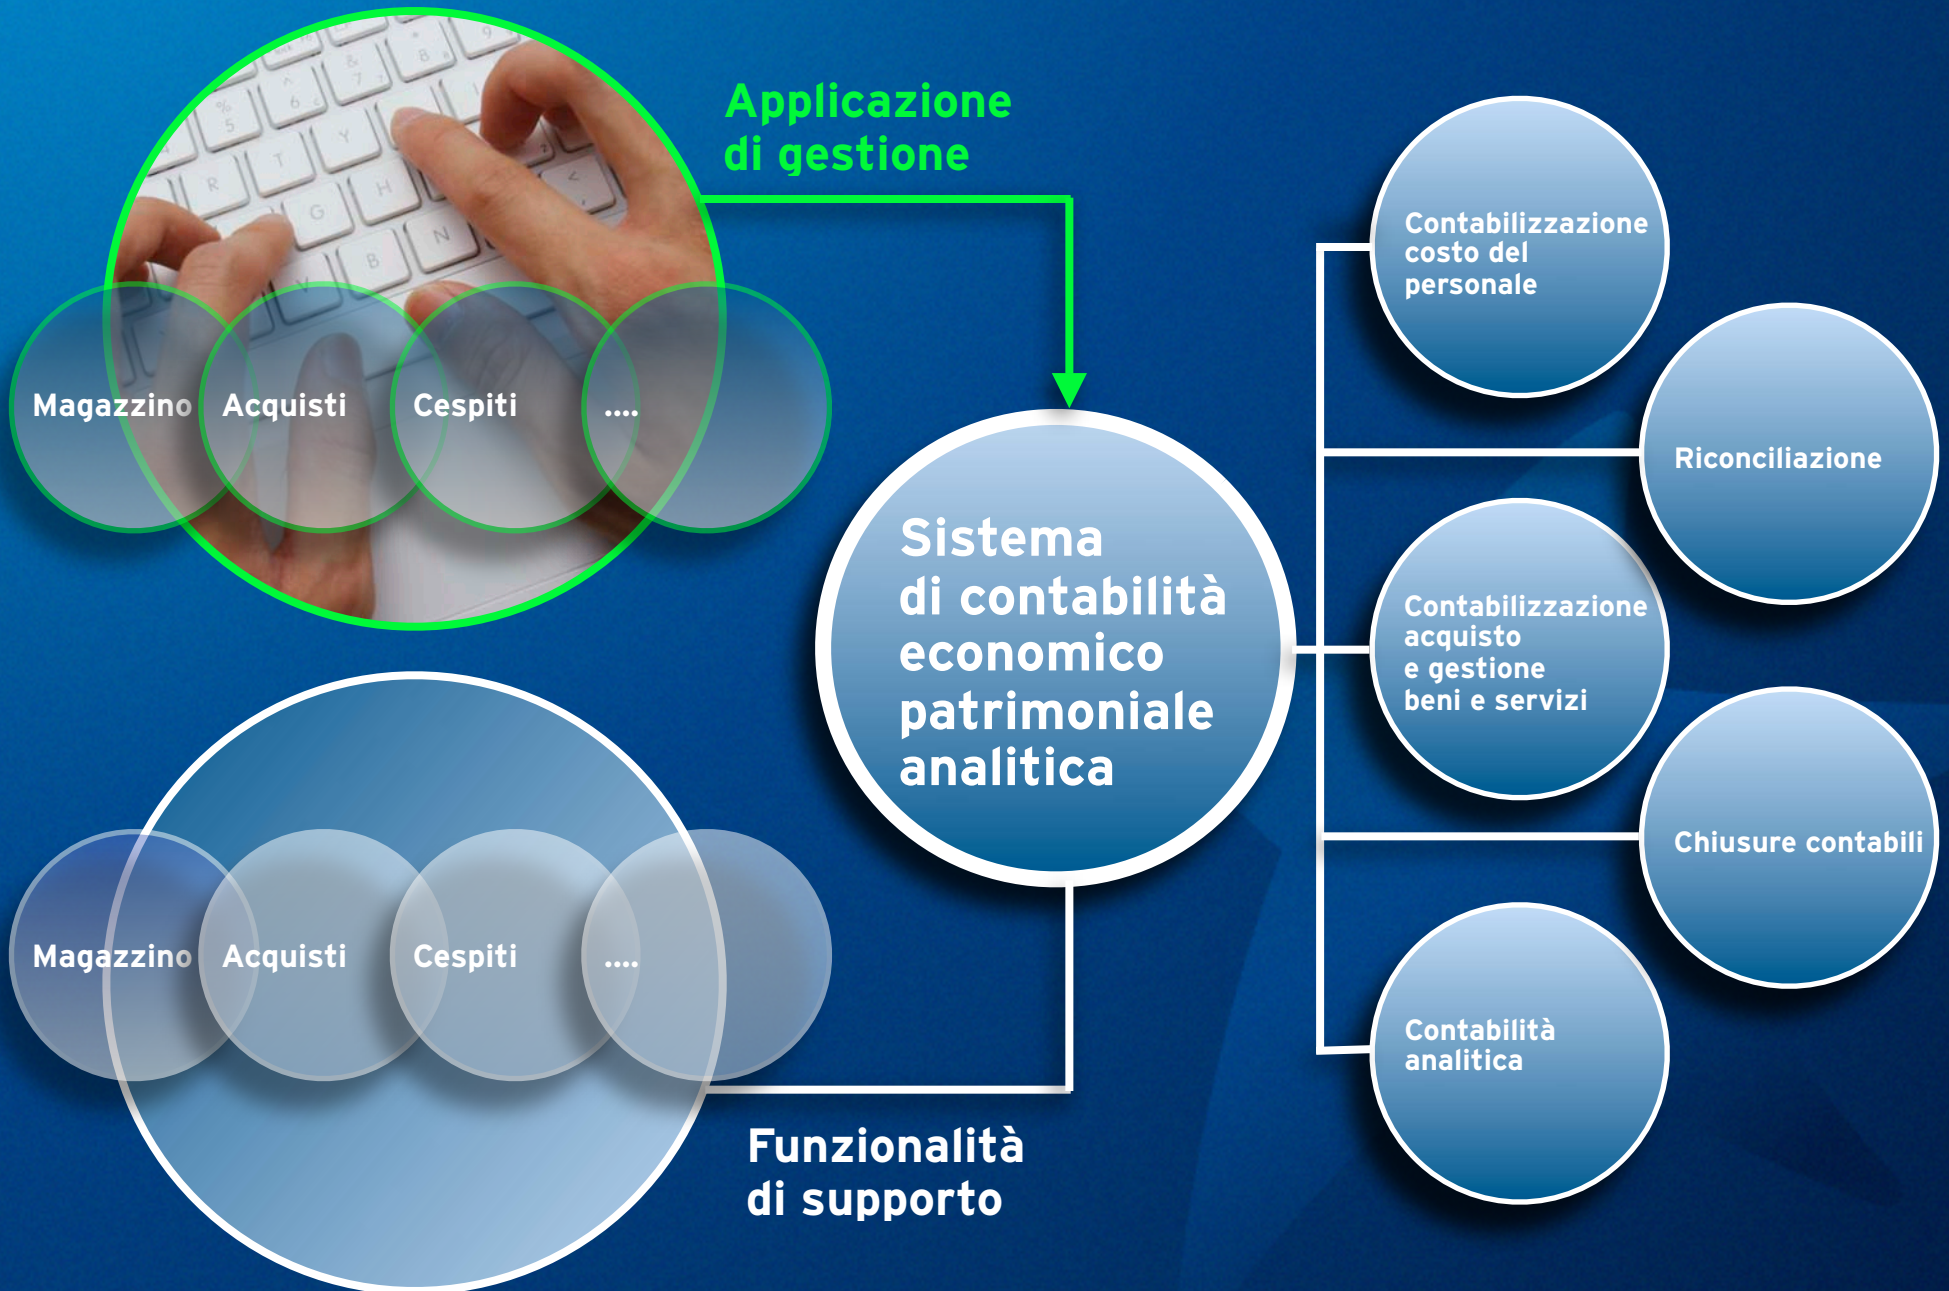 Applicazione
di gestione
Magazzino
Acquisti
Cespiti
....
Sistema
di contabilità
economico
patrimoniale
analitica
Magazzino
Acquisti
Cespiti
....
Funzionalità
di supporto
Contabilizzazione
costo del
personale
Riconciliazione
Contabilizzazione
acquisto
e gestione
beni e servizi
Chiusure contabili
Contabilità
analitica